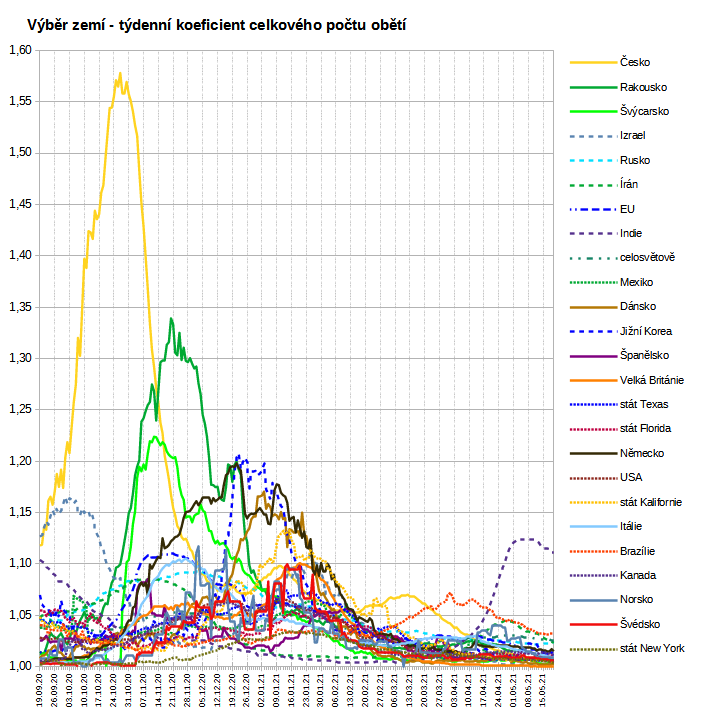 Výběr zemí - týdenní koeficient celkového počtu obětí
1,60
1,55
1,50
1,45
1,40
1,35
1,30
1,25
1,20
1,15
1,10
1,05
1,00
19.09.20
26.09.20
03.10.20
10.10.20
17.10.20
24.10.20
31.10.20
07.11.20
14.11.20
21.11.20
28.11.20
05.12.20
12.12.20
19.12.20
26.12.20
02.01.21
09.01.21
16.01.21
23.01.21
30.01.21
06.02.21
13.02.21
20.02.21
27.02.21
06.03.21
13.03.21
20.03.21
27.03.21
03.04.21
10.04.21
17.04.21
24.04.21
01.05.21
08.05.21
15.05.21
Česko
Rakousko
Švýcarsko
Izrael
Rusko
Írán
EU
Indie
celosvětově
Mexiko
Dánsko
Jižní Korea
Španělsko
Velká Británie
stát Texas
stát Florida
Německo
USA
stát Kalifornie
Itálie
Brazílie
Kanada
Norsko
Švédsko
stát New York